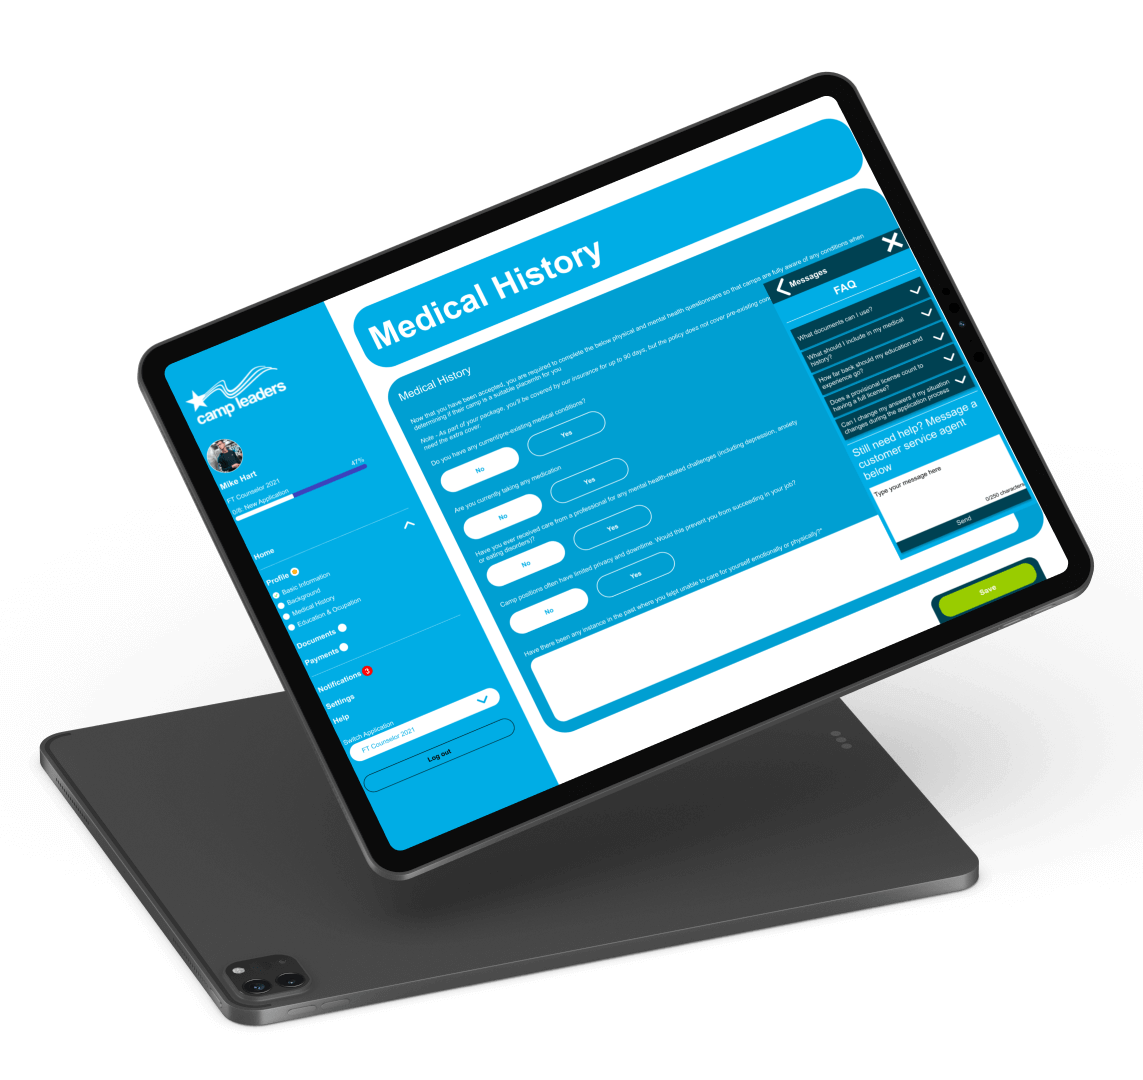 camp leaders
Mike Hart
FT Counselor 2021
0/8: New Application
47%
Home
Profile
Basic Information
Background
Medical History
Education & Ocupation
Documents
Payments
Notifications 3
Settings
Help
Switch Application
FT Counselor 2021
Log out
Medical History
Medical History
Now that you have been accepted, you are required to complete the below physical and mental health questionnaire so that camps are fully aware of any conditions when
determining if their camp is a suitable placemtn for you
Note - As part of your package, you'll be covered by our insurance for up to 90 days, but the policy does not cover pre-existing
need the extra cover.
Do you have any current/pre-existing medical conditions?
No
Yes
Are you currently taking any medication
No
Yes
Have you ever received care from a professional for any mental health-related challenges (including depression, anxiety
or eating disorders)?
No
Yes
Camp positions often have limited privacy and downtime. Would this prevent you from succeeding in your job?
No
Yes
Have there been any instance in the past where you felpt unable to care for yourself emotionally or physically?*
Messages
FAQ
What documents can I use?
What should I include in my medical
history?
How far back should my education and
experience go?
Does a provisional license count to
having a full license?
Can I change my answers if my situation
changes during the application process
Still need help? Message a
customer service agent
below
Type your message here
0/250 characters
Send
Save